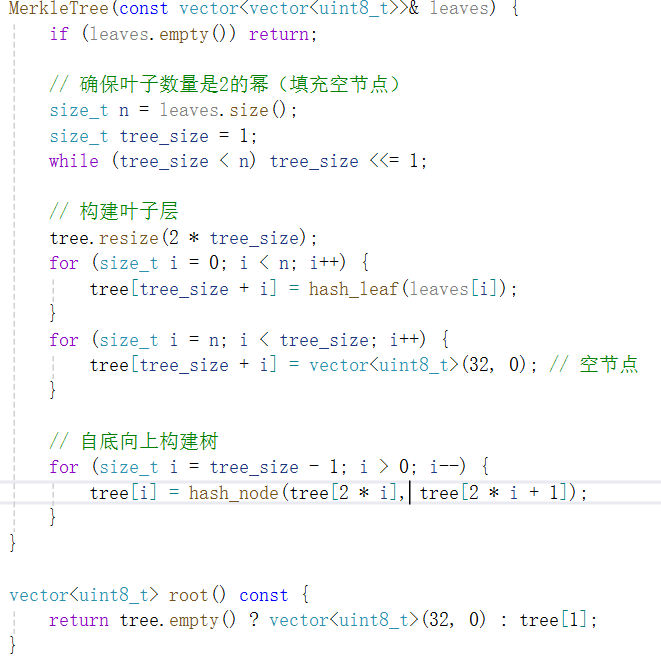 MerkleTree(const vector<vector<uint8_t>>& leaves) {
    if (leaves.empty()) return;

    // 确保叶子数量是2的幂（填充空节点）
    size_t n = leaves.size();
    size_t tree_size = 1;
    while (tree_size < n) tree_size <<= 1;

    // 构建叶子层
    tree.resize(2 * tree_size);
    for (size_t i = 0; i < n; i++) {
        tree[tree_size + i] = hash_leaf(leaves[i]);
    }
    for (size_t i = n; i < tree_size; i++) {
        tree[tree_size + i] = vector<uint8_t>(32, 0); // 空节点
    }

    // 自底向上构建树
    for (size_t i = tree_size - 1; i > 0; i--) {
        tree[i] = hash_node(tree[2 * i], tree[2 * i + 1]);
    }
}

vector<uint8_t> root() const {
    return tree.empty() ? vector<uint8_t>(32, 0) : tree[1];
}